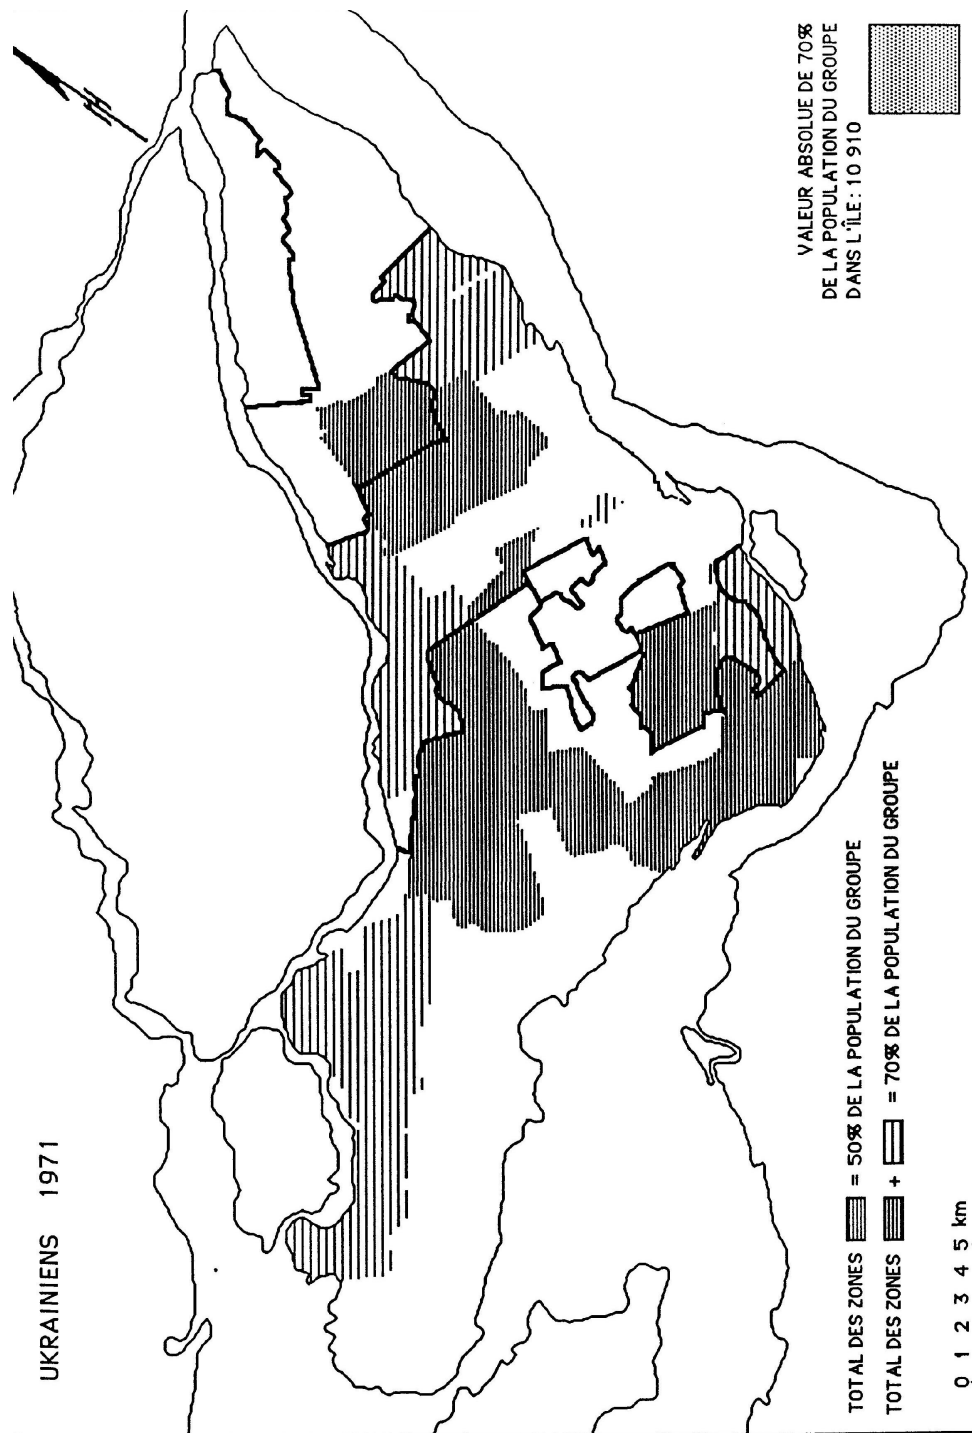 UKRAINIENS 1971
VALEUR ABSOLUE DE 70%
DE LA POPULATION DU GROUPE
DANS L'ÎLE: 10 910
TOTAL DES ZONES = 50% DE LA POPULATION DU GROUPE
TOTAL DES ZONES + = 70% DE LA POPULATION DU GROUPE
0 1 2 3 4 5 km
N